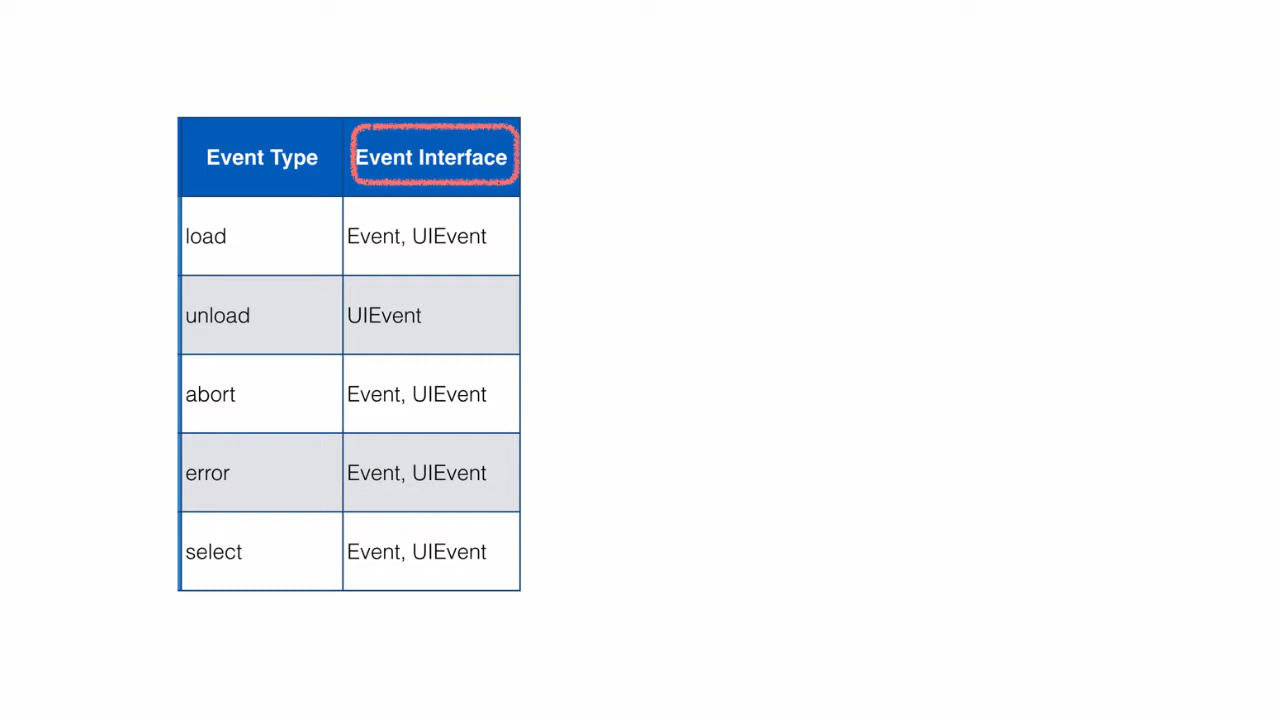 Event Type Event Interface
load Event, UIEvent
unload UIEvent
abort Event, UIEvent
error Event, UIEvent
select Event, UIEvent